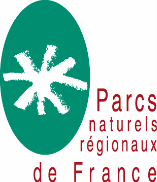 Parcs
naturels
régionaux
de France